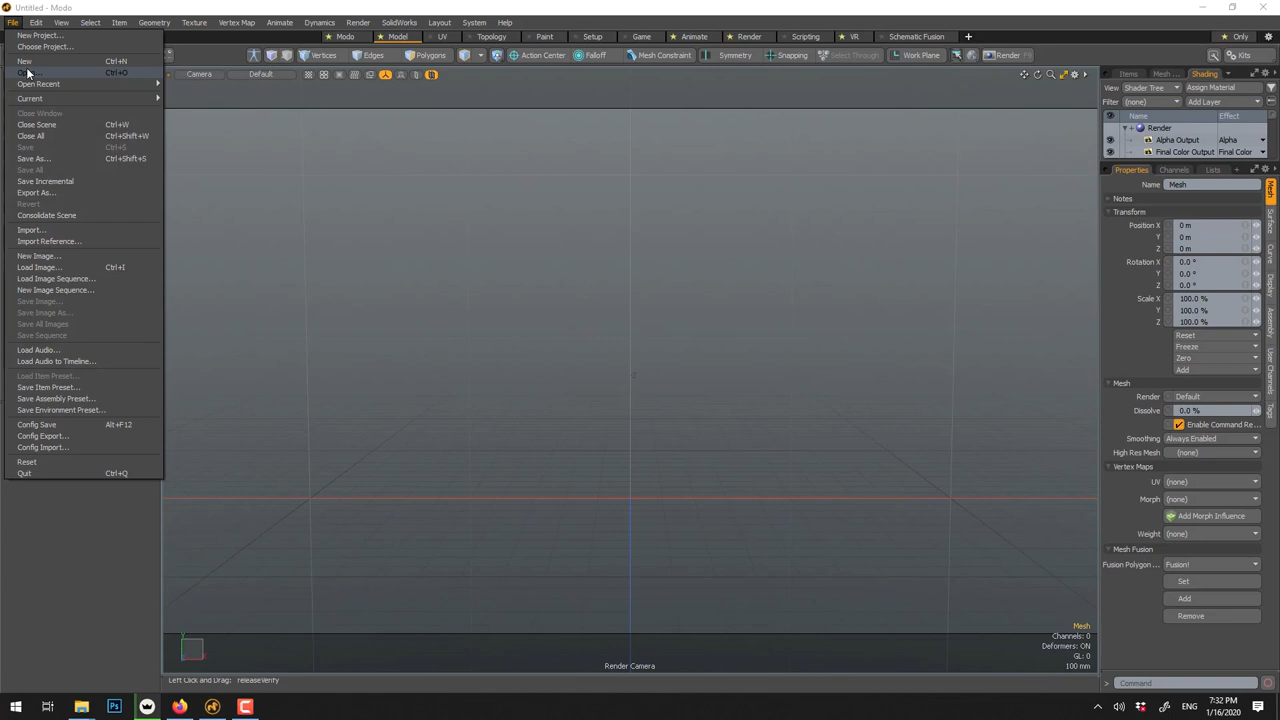 Untitled - Modo
File Edit View Select Item Geometry Texture Vertex Map Animate Dynamics Render SolidWorks Layout System Help
Modo Model UV Topology Paint Setup Game Animate Render Scripting VR Schematic Fusion Only
Vertices Edges Polygons Action Center Falloff Mesh Constraint Symmetry Snapping Work Plane Render Kits
Camera Default
New Project...
Choose Project...
New Ctrl+N
Ctrl+O
Open Recent
Current
Close Window
Close Scene Ctrl+W
Close All Ctrl+Shift+W
Save Ctrl+S
Save As... Ctrl+Shift+S
Save All
Save Incremental
Export As...
Revert
Consolidate Scene
Import...
Import Reference...
New Image...
Load Image... Ctrl+I
Load Image Sequence...
New Image Sequence...
Save Image...
Save Image As...
Save All Images
Save Sequence
Load Audio...
Load Audio to Timeline...
Load Item Preset...
Save Item Preset...
Save Assembly Preset...
Save Environment Preset...
Config Save Alt+F12
Config Export...
Config Import...
Reset
Quit Ctrl+Q
Mesh
Channels: 0
Deformers: ON
GL: 0
100 mm
Render Camera
Left Click and Drag: releaseVerify
Items Mesh ... Shading
View Shader Tree Assign Material
Filter (none) Add Layer
Name Effect
Render
Alpha Output Alpha
Final Color Output Final Color
Properties Channels Lists +
Name Mesh
Notes
Transform
Position X 0 m
Y 0 m
Z 0 m
Rotation X 0.0 °
Y 0.0 °
Z 0.0 °
Scale X 100.0 %
Y 100.0 %
Z 100.0 %
Reset
Freeze
Zero
Add
Mesh
Render Default
Dissolve 0.0 %
Enable Command Re...
Smoothing Always Enabled
High Res Mesh (none)
Vertex Maps
UV (none)
Morph (none)
Add Morph Influence
Weight (none)
Mesh Fusion
Fusion Polygon ... Fusion!
Set
Add
Remove
Mesh
Surface
Curve
Display
Assembly
User Channels
Tags
Command
ENG
7:32 PM
1/16/2020